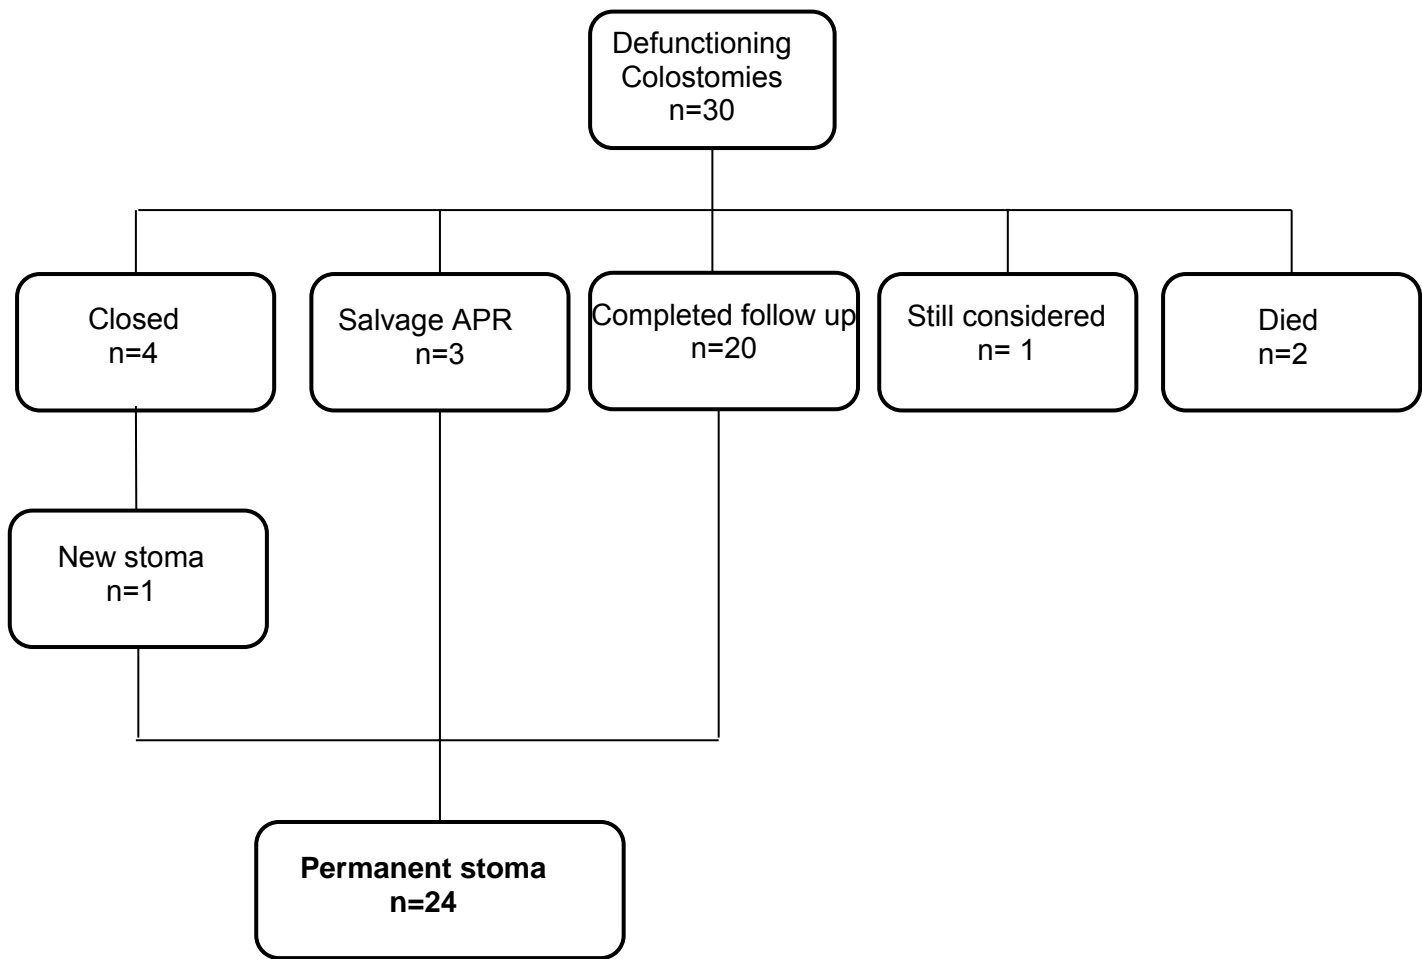 Defunctioning
Colostomies
n=30
Closed
n=4
Salvage APR
n=3
Completed follow up
n=20
Still considered
n= 1
Died
n=2
New stoma
n=1
Permanent stoma
n=24